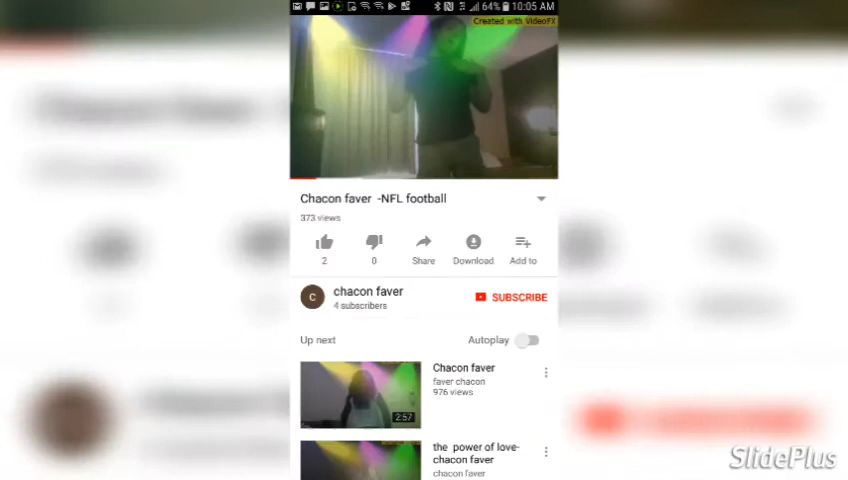 64% 10:05 AM
Created with VideoFX
Chacon faver -NFL football
373 views
2
0
Share
Download
Add to
C
chacon faver
4 subscribers
SUBSCRIBE
Up next
Autoplay
Chacon faver
faver chacon
976 views
2:57
the power of love-
chacon faver
chacon faver
SlidePlus